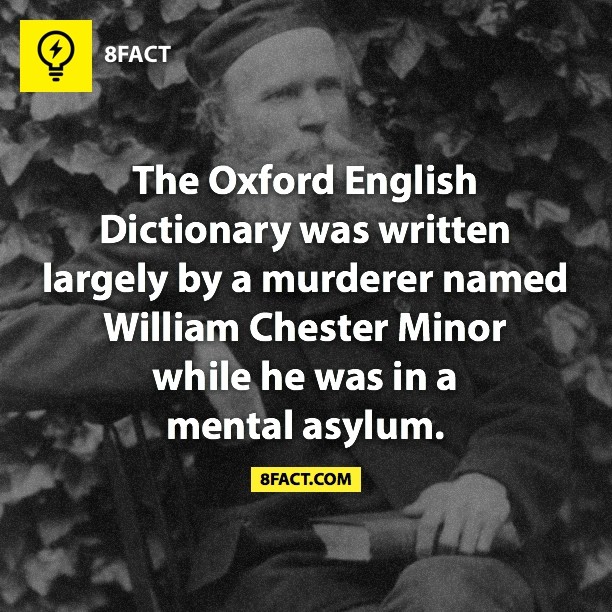 8FACT
The Oxford English
Dictionary was written
largely by a murderer named
William Chester Minor
while he was in a
mental asylum.
8FACT.COM